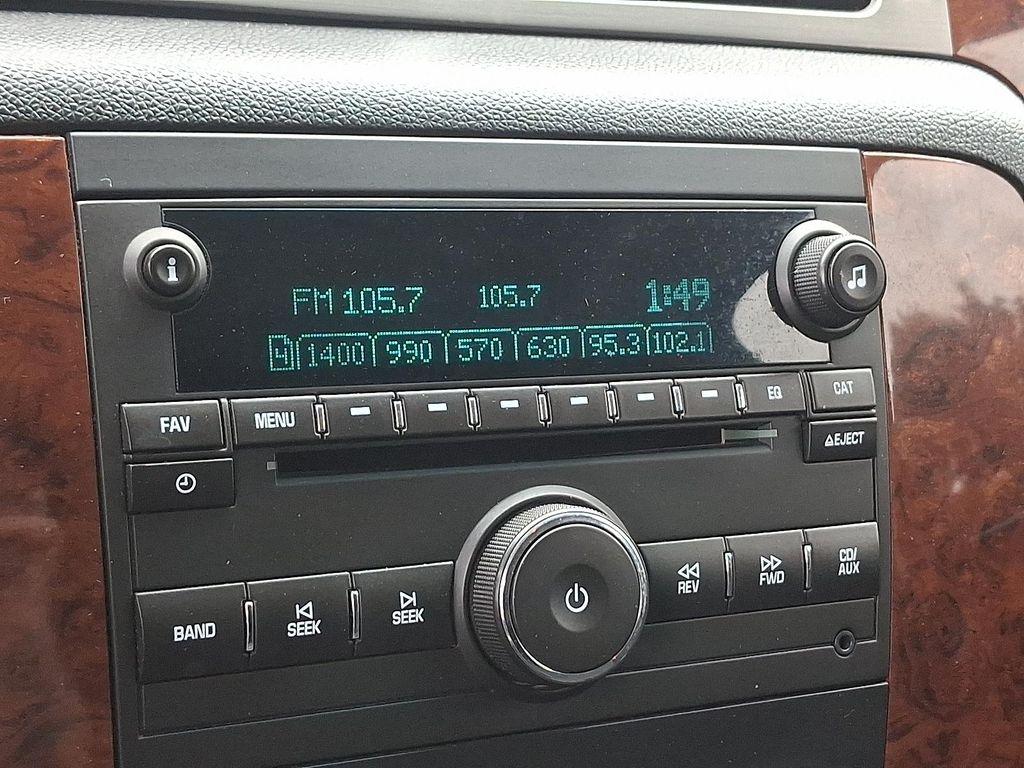 FM 105.7 105.7 1:49
4 1400 990 570 630 95.3 102.1
FAV MENU EQ CAT
EJECT
BAND SEEK SEEK REV FWD CD/
AUX